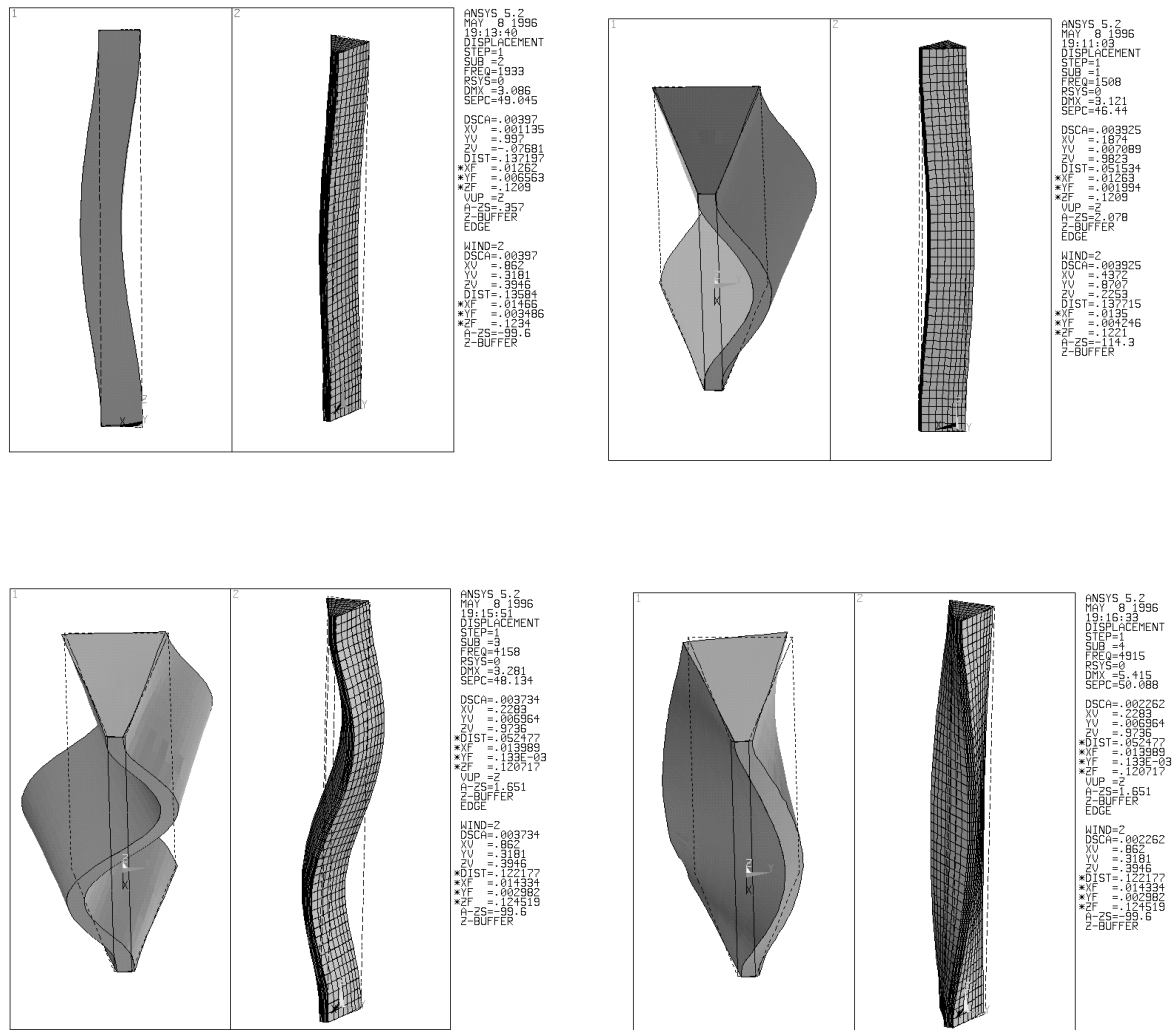 1
2
ANSYS 5.2
MAY 8 1996
19:13:40
DISPLACEMENT
STEP=1
SUB =2
FREQ=1933
RSYS=0
DMX =3.086
SEPC=49.045
DSCA=.00397
XV =.001135
YV =.997
ZV =-.07681
DIST=.137197
*XF =.01262
*YF =.006563
*ZF =.1209
VUP =Z
A-ZS=.357
Z-BUFFER
EDGE
WIND=2
DSCA=.00397
XV =.862
YV =.3181
ZV =.3946
DIST=.13584
*XF =.01466
*YF =.003486
*ZF =.1234
A-ZS=-99.6
Z-BUFFER
Z
X
Y
Y
1
2
ANSYS 5.2
MAY 8 1996
19:11:03
DISPLACEMENT
STEP=1
SUB =1
FREQ=1508
RSYS=0
DMX =3.121
SEPC=46.44
DSCA=.003925
XV =.1874
YV =.007089
ZV =.9823
DIST=.051534
*XF =.01263
*YF =.001994
*ZF =.1209
VUP =Z
A-ZS=2.078
Z-BUFFER
EDGE
WIND=2
DSCA=.003925
XV =.4372
YV =.8707
ZV =.2253
DIST=.137715
*XF =.0135
*YF =.004246
*ZF =.1221
A-ZS=-114.3
Z-BUFFER
X
Y
1
2
ANSYS 5.2
MAY 8 1996
19:15:51
DISPLACEMENT
STEP=1
SUB =3
FREQ=4158
RSYS=0
DMX =3.281
SEPC=48.134
DSCA=.003734
XV =.2283
YV =.006964
ZV =.9736
*DIST=.052477
*XF =.013989
*YF =.133E-03
*ZF =.120717
VUP =Z
A-ZS=1.651
Z-BUFFER
EDGE
WIND=2
DSCA=.003734
XV =.862
YV =.3181
ZV =.3946
*DIST=.122177
*XF =.014334
*YF =.002982
*ZF =.124519
A-ZS=-99.6
Z-BUFFER
Z
Y
X
1
2
ANSYS 5.2
MAY 8 1996
19:16:33
DISPLACEMENT
STEP=1
SUB =4
FREQ=4915
RSYS=0
DMX =5.415
SEPC=50.088
DSCA=.002262
XV =.2283
YV =.006964
ZV =.9736
*DIST=.052477
*XF =.013989
*YF =.133E-03
*ZF =.120717
VUP =Z
A-ZS=1.651
Z-BUFFER
EDGE
WIND=2
DSCA=.002262
XV =.862
YV =.3181
ZV =.3946
*DIST=.122177
*XF =.014334
*YF =.002982
*ZF =.124519
A-ZS=-99.6
Z-BUFFER
Z
Y
X